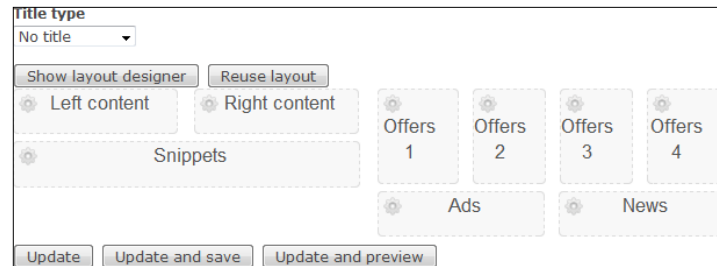 Title type
No title
Show layout designer Reuse layout
Left content Right content
Offers 1 Offers 2 Offers 3 Offers 4
Snippets
Ads News
Update Update and save Update and preview